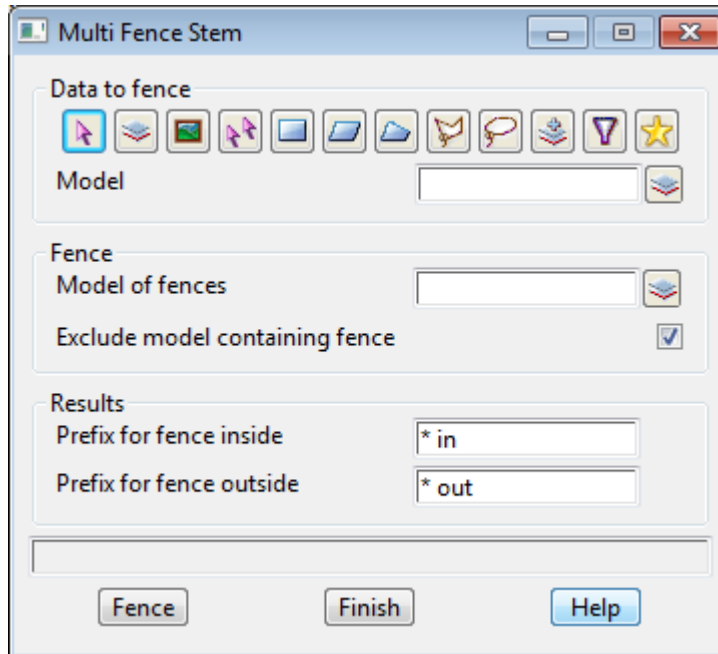 Multi Fence Stem
Data to fence
Model
Fence
Model of fences
Exclude model containing fence
Results
Prefix for fence inside * in
Prefix for fence outside * out
Fence Finish Help